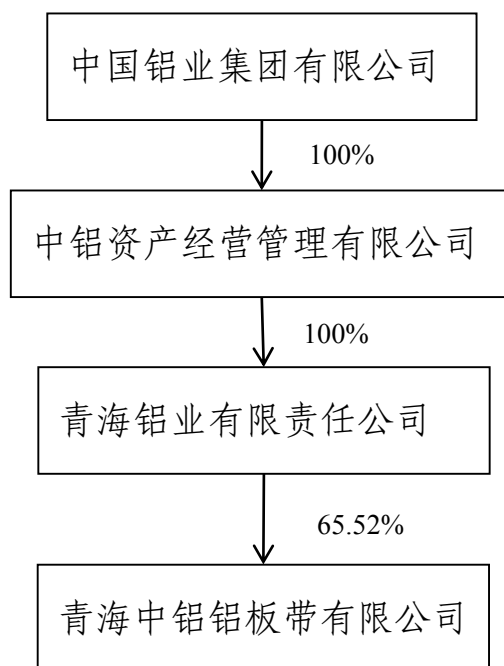 中国铝业集团有限公司
100%
中铝资产经营管理有限公司
100%
青海铝业有限责任公司
65.52%
青海中铝铝板带有限公司